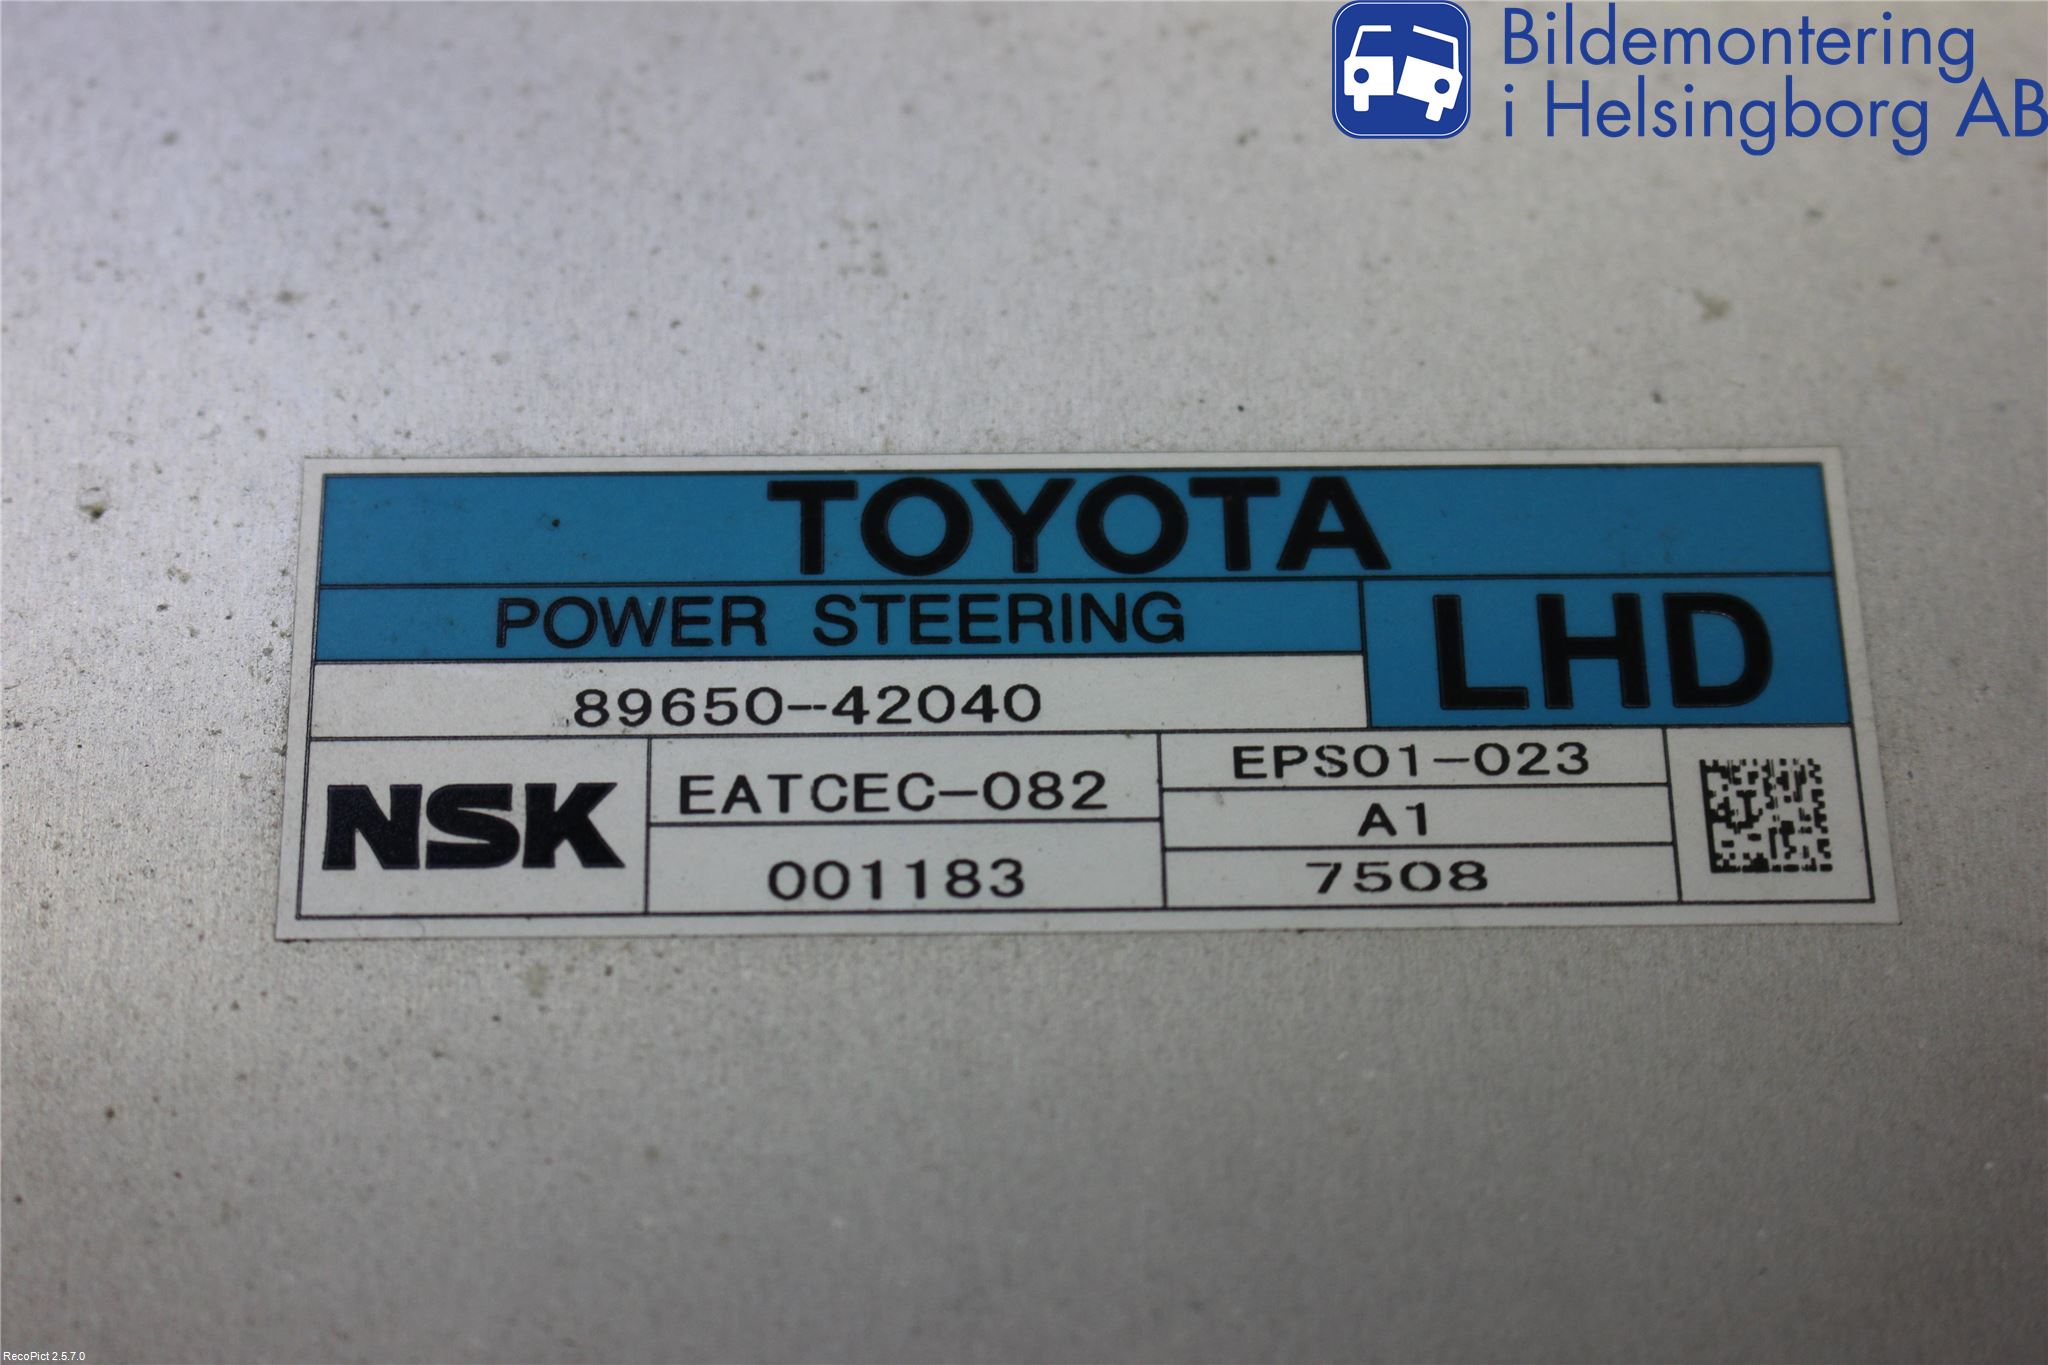 Bildemontering
i Helsingborg AB
TOYOTA
POWER STEERING
LHD
89650-42040
NSK
EATCEC-082
001183
EPS01-023
A1
7508
RecoPict 2.5.7.0